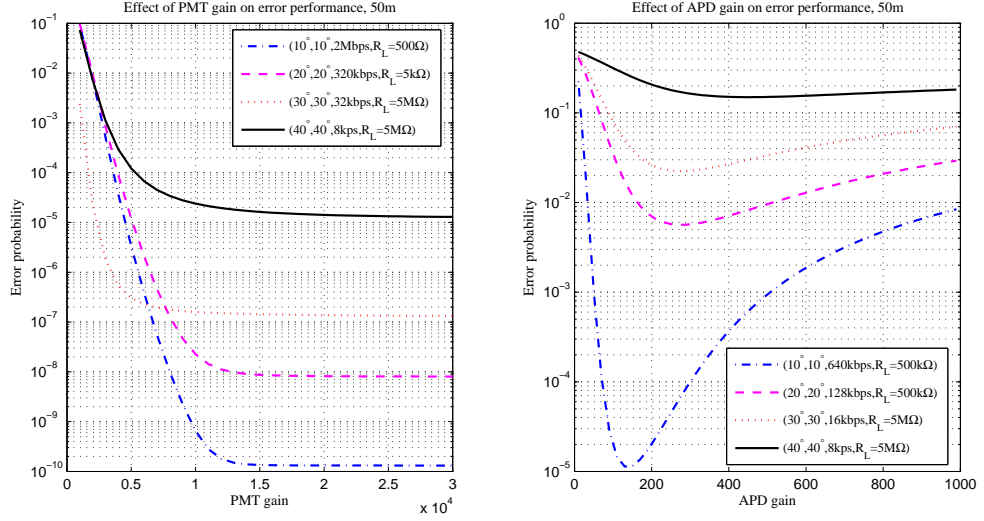 Effect of PMT gain on error performance, 50m
Error probability
10^-1
10^-2
10^-3
10^-4
10^-5
10^-6
10^-7
10^-8
10^-9
10^-10
(10°,10°,2Mbps,R_L=500Ω)
(20°,20°,320kbps,R_L=5kΩ)
(30°,30°,32kbps,R_L=5MΩ)
(40°,40°,8kps,R_L=5MΩ)
0 0.5 1 1.5 2 2.5 3
x 10^4
PMT gain
Effect of APD gain on error performance, 50m
Error probability
10^0
10^-1
10^-2
10^-3
10^-4
10^-5
(10°,10°,640kbps,R_L=500kΩ)
(20°,20°,128kbps,R_L=500kΩ)
(30°,30°,16kbps,R_L=5MΩ)
(40°,40°,8kps,R_L=5MΩ)
0 200 400 600 800 1000
APD gain